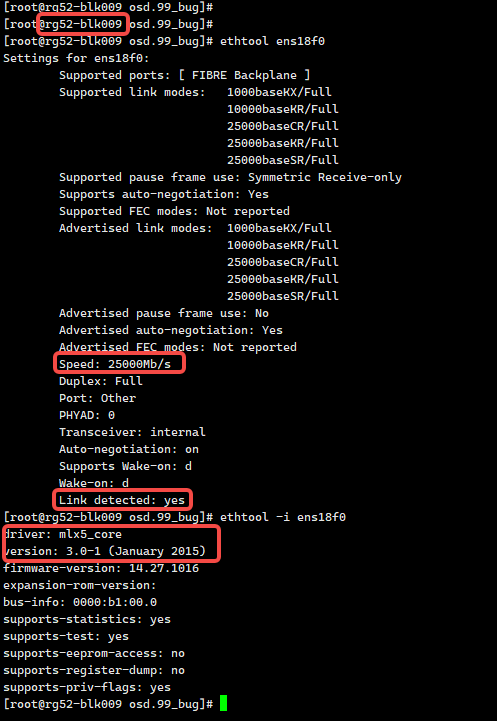 [root@rg52-blk009 osd.99_bug]#
[root@rg52-blk009 osd.99_bug]#
[root@rg52-blk009 osd.99_bug]# ethtool ens18f0
Settings for ens18f0:
        Supported ports: [ FIBRE Backplane ]
        Supported link modes:   1000baseKX/Full
                                10000baseKR/Full
                                25000baseCR/Full
                                25000baseKR/Full
                                25000baseSR/Full
        Supported pause frame use: Symmetric Receive-only
        Supports auto-negotiation: Yes
        Supported FEC modes: Not reported
        Advertised link modes:  1000baseKX/Full
                                10000baseKR/Full
                                25000baseCR/Full
                                25000baseKR/Full
                                25000baseSR/Full
        Advertised pause frame use: No
        Advertised auto-negotiation: Yes
        Advertised FEC modes: Not reported
        Speed: 25000Mb/s
        Duplex: Full
        Port: Other
        PHYAD: 0
        Transceiver: internal
        Auto-negotiation: on
        Supports Wake-on: d
        Wake-on: d
        Link detected: yes
[root@rg52-blk009 osd.99_bug]# ethtool -i ens18f0
driver: mlx5_core
version: 3.0-1 (January 2015)
firmware-version: 14.27.1016
expansion-rom-version:
bus-info: 0000:b1:00.0
supports-statistics: yes
supports-test: yes
supports-eeprom-access: no
supports-register-dump: no
supports-priv-flags: yes
[root@rg52-blk009 osd.99_bug]#